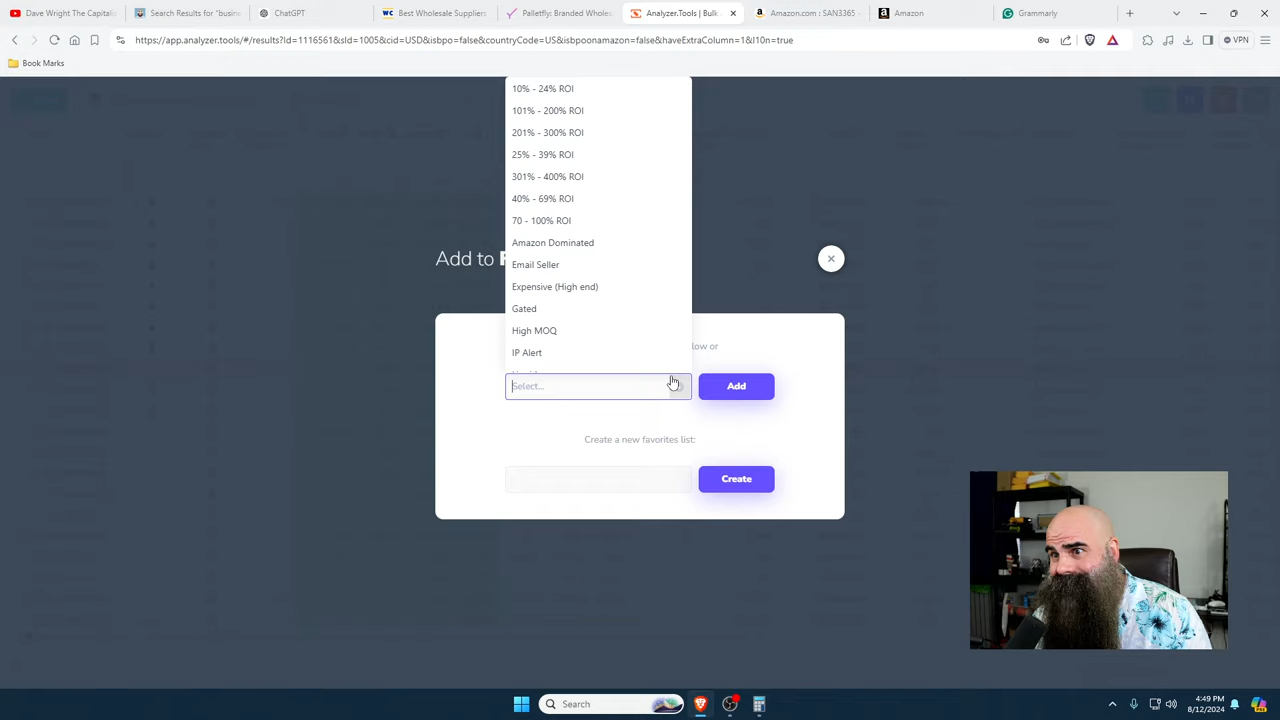 Dave Wright The Capitalis
Search Results for "busine
ChatGPT
Best Wholesale Suppliers
Palletfly: Branded Wholes
Analyzer.Tools | Bulk
Amazon.com : SAN3365 -
Amazon
Grammarly
https://app.analyzer.tools/#/results?Id=1116561&sId=1005&cid=USD&isbpo=false&countryCode=US&isbpoonamazon=false&haveExtraColumn=1&l10n=true
VPN
Book Marks
10% - 24% ROI
101% - 200% ROI
201% - 300% ROI
25% - 39% ROI
301% - 400% ROI
40% - 69% ROI
70 - 100% ROI
Amazon Dominated
Add to
Email Seller
Expensive (High end)
Gated
High MOQ
low or
IP Alert
Select...
Add
Create a new favorites list:
Create
Search
4:49 PM
8/12/2024